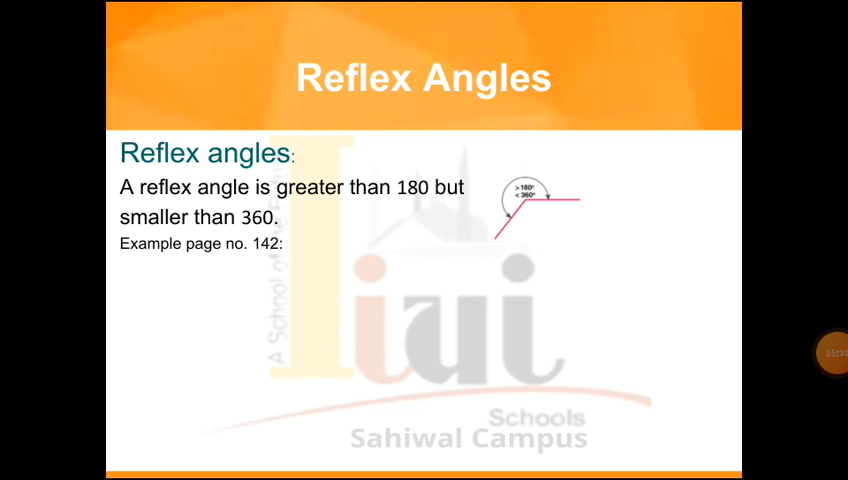 Reflex Angles
Reflex angles:
A reflex angle is greater than 180 but
smaller than 360.
Example page no. 142:
>180°
<360°
A School of the
I
iiui
Schools
Sahiwal Campus